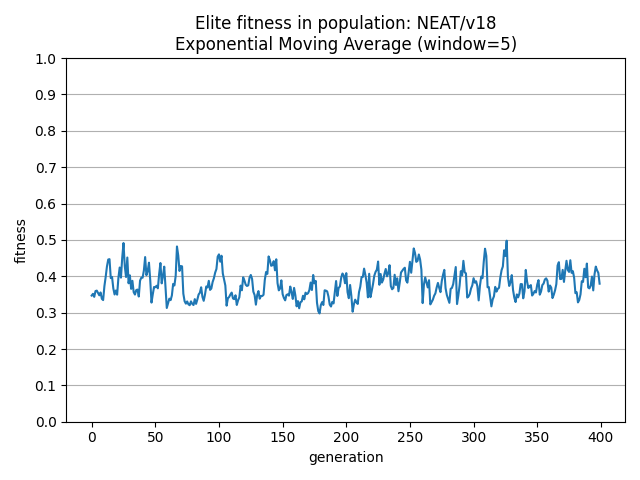 Elite fitness in population: NEAT/v18
Exponential Moving Average (window=5)
1.0
0.9
0.8
0.7
0.6
0.5
0.4
0.3
0.2
0.1
0.0
fitness
0 50 100 150 200 250 300 350 400
generation